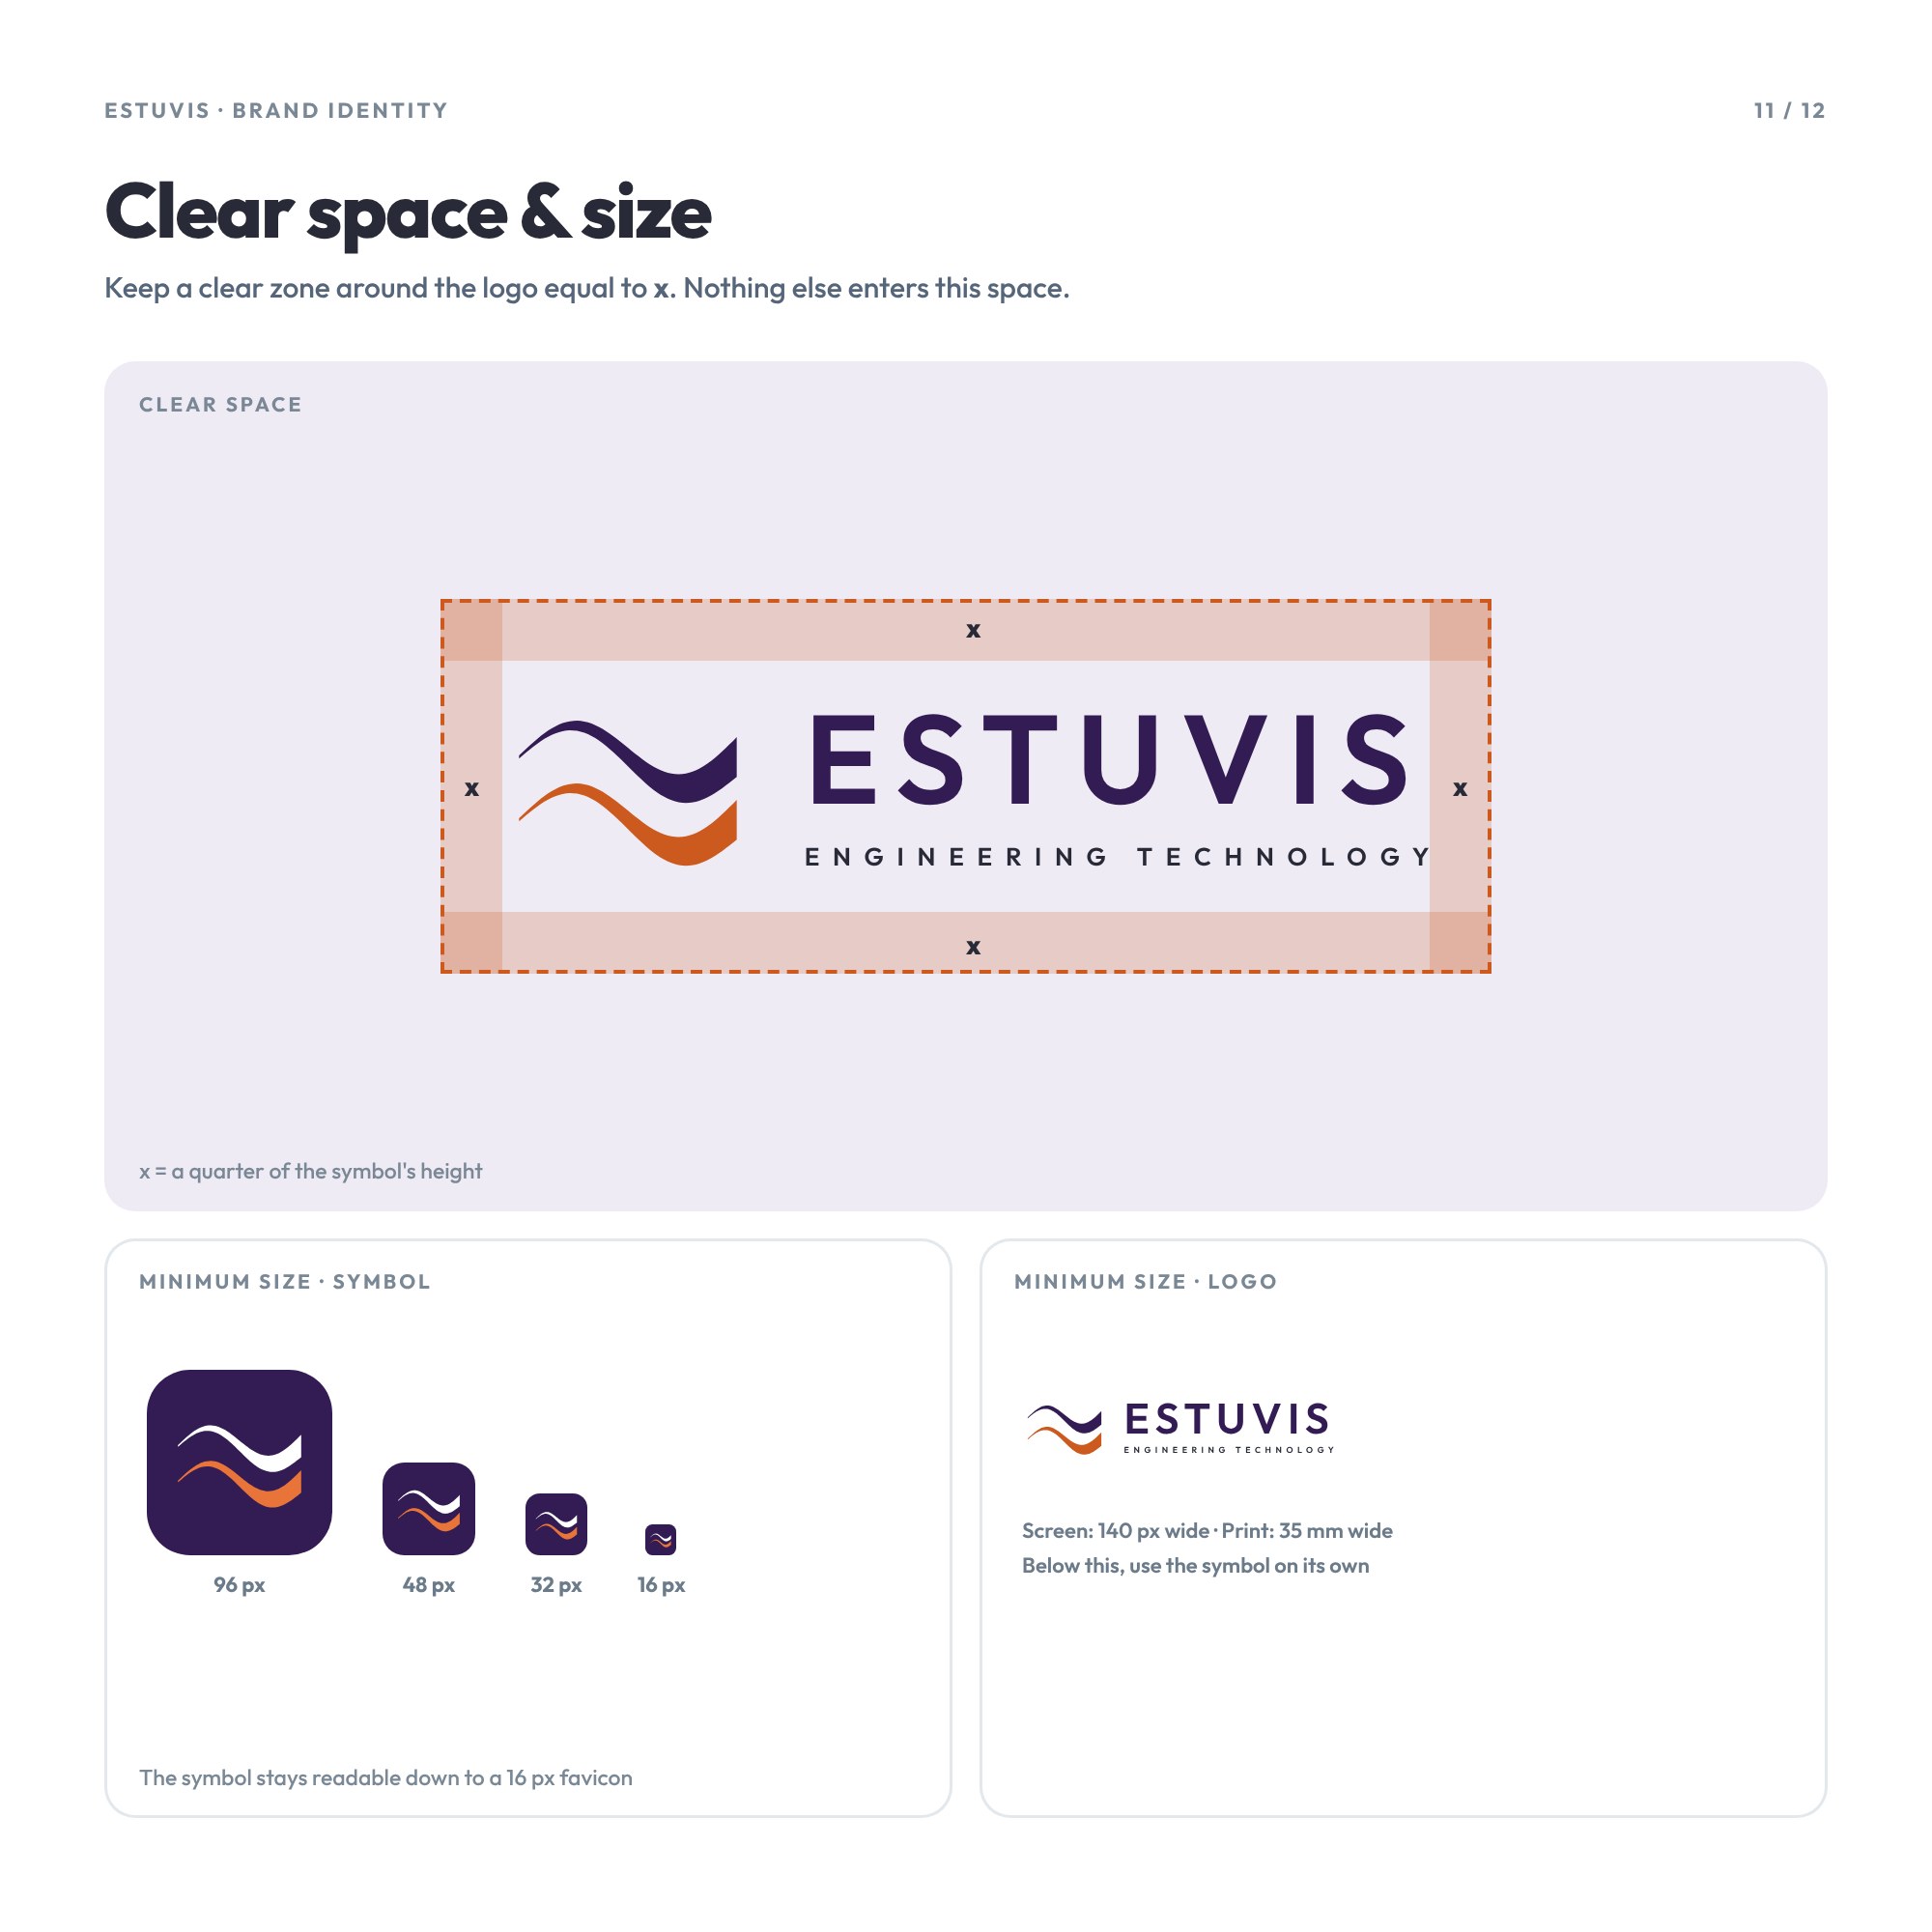 ESTUVIS · BRAND IDENTITY
11 / 12
Clear space & size
Keep a clear zone around the logo equal to x. Nothing else enters this space.
CLEAR SPACE
x
ESTUVIS
x
x
ENGINEERING TECHNOLOGY
x
x = a quarter of the symbol's height
MINIMUM SIZE · SYMBOL
96 px
48 px
32 px
16 px
The symbol stays readable down to a 16 px favicon
MINIMUM SIZE · LOGO
ESTUVIS
ENGINEERING TECHNOLOGY
Screen: 140 px wide · Print: 35 mm wide
Below this, use the symbol on its own